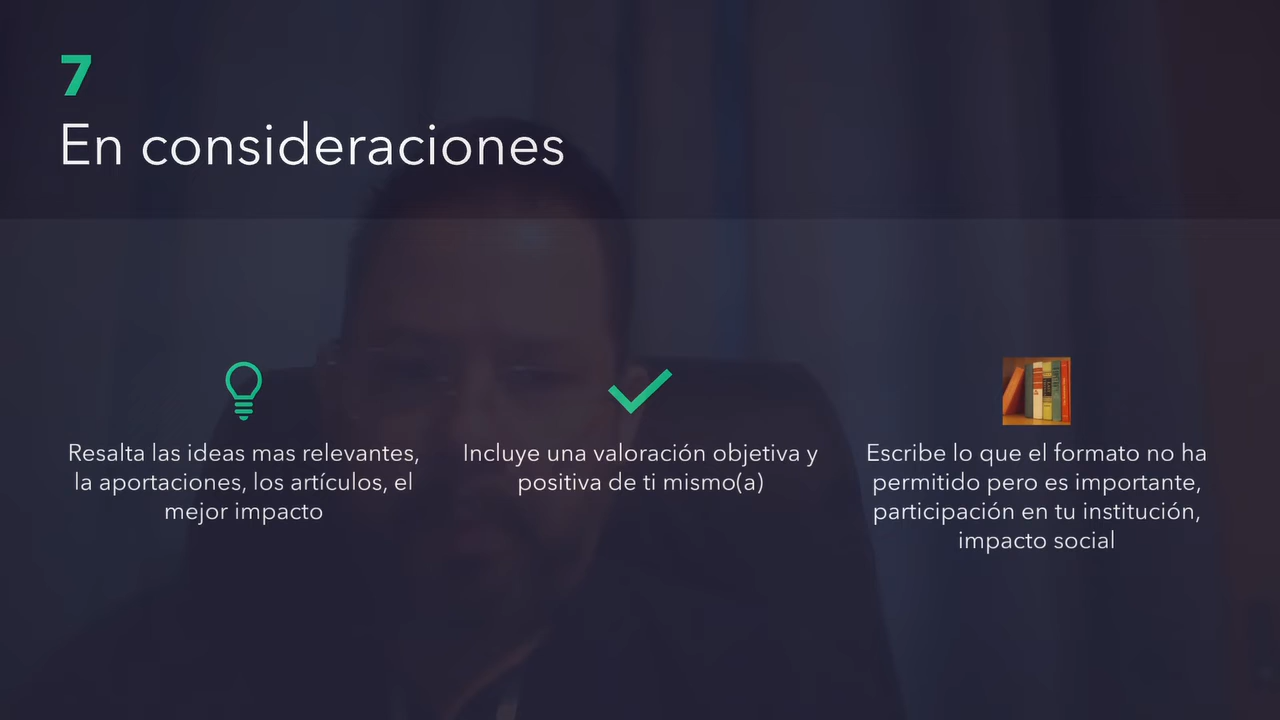 7
En consideraciones
Resalta las ideas mas relevantes,
la aportaciones, los artículos, el
mejor impacto
Incluye una valoración objetiva y
positiva de ti mismo(a)
Escribe lo que el formato no ha
permitido pero es importante,
participación en tu institución,
impacto social